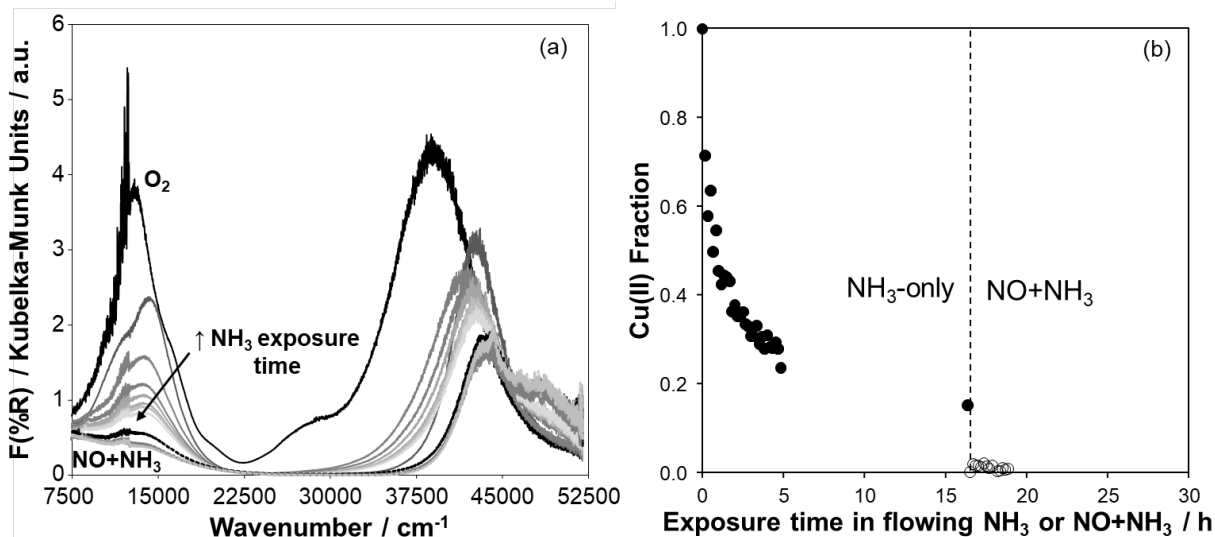 (a)
F(%R) / Kubelka-Munk Units / a.u.
6
5
4
3
2
1
0
O₂
↑ NH₃ exposure
time
NO+NH₃
7500 15000 22500 30000 37500 45000 52500
Wavenumber / cm⁻¹
(b)
Cu(II) Fraction
1.0
0.8
0.6
0.4
0.2
0.0
NH₃-only
NO+NH₃
0 5 10 15 20 25 30
Exposure time in flowing NH₃ or NO+NH₃ / h